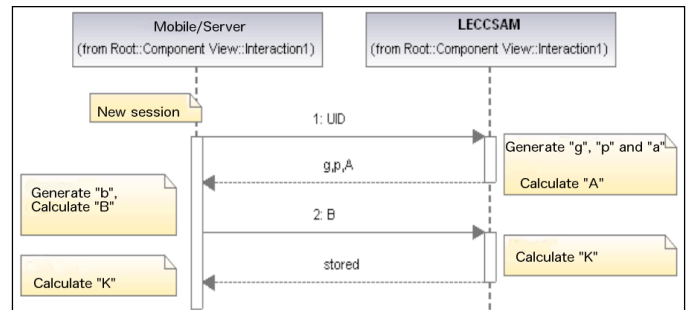 Mobile/Server
(from Root::Component View::Interaction1)
LECCSAM
(from Root::Component View::Interaction1)
New session
1: UID
Generate "g", "p" and "a"
Calculate "A"
g,p,A
Generate "b",
Calculate "B"
2: B
Calculate "K"
stored
Calculate "K"